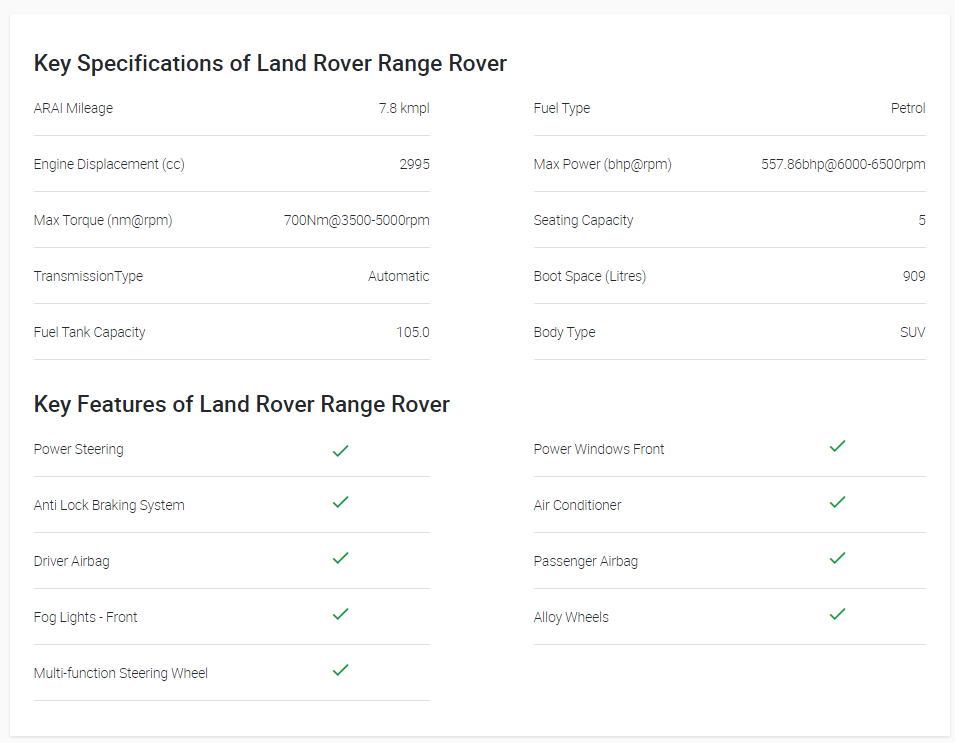 Key Specifications of Land Rover Range Rover
ARAI Mileage 7.8 kmpl Fuel Type Petrol
Engine Displacement (cc) 2995 Max Power (bhp@rpm) 557.86bhp@6000-6500rpm
Max Torque (nm@rpm) 700Nm@3500-5000rpm Seating Capacity 5
TransmissionType Automatic Boot Space (Litres) 909
Fuel Tank Capacity 105.0 Body Type SUV
Key Features of Land Rover Range Rover
Power Steering Power Windows Front
Anti Lock Braking System Air Conditioner
Driver Airbag Passenger Airbag
Fog Lights - Front Alloy Wheels
Multi-function Steering Wheel